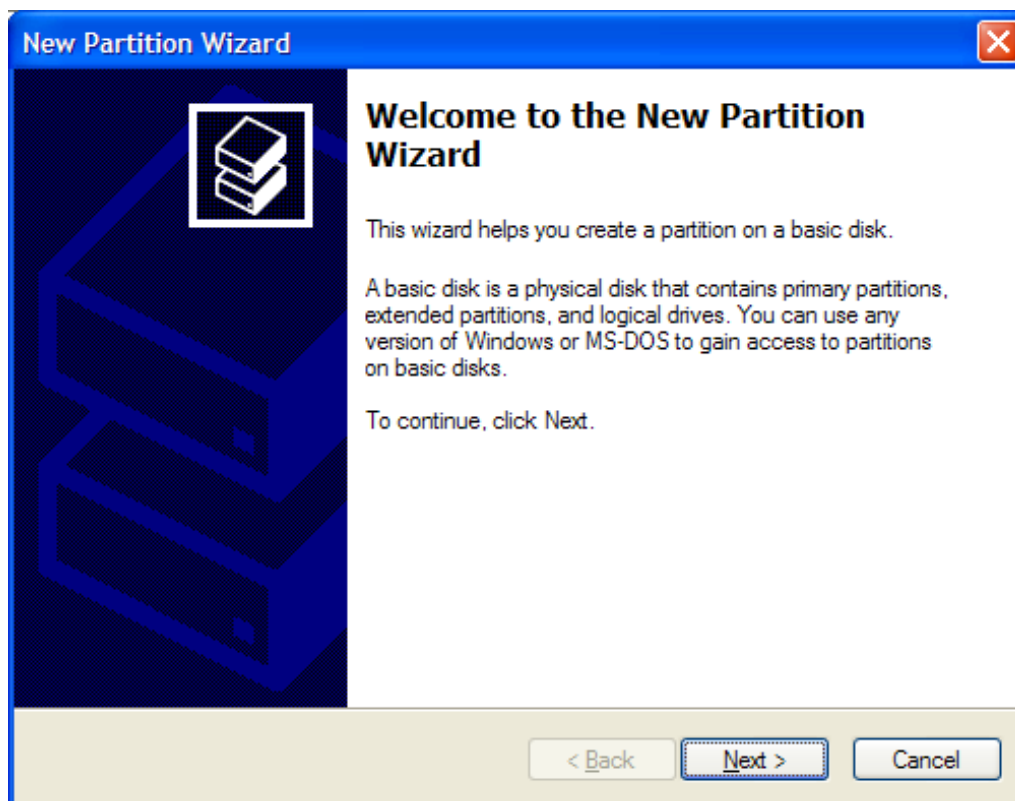 New Partition Wizard
Welcome to the New Partition
Wizard
This wizard helps you create a partition on a basic disk.
A basic disk is a physical disk that contains primary partitions,
extended partitions, and logical drives. You can use any
version of Windows or MS-DOS to gain access to partitions
on basic disks.
To continue, click Next.
< Back Next > Cancel